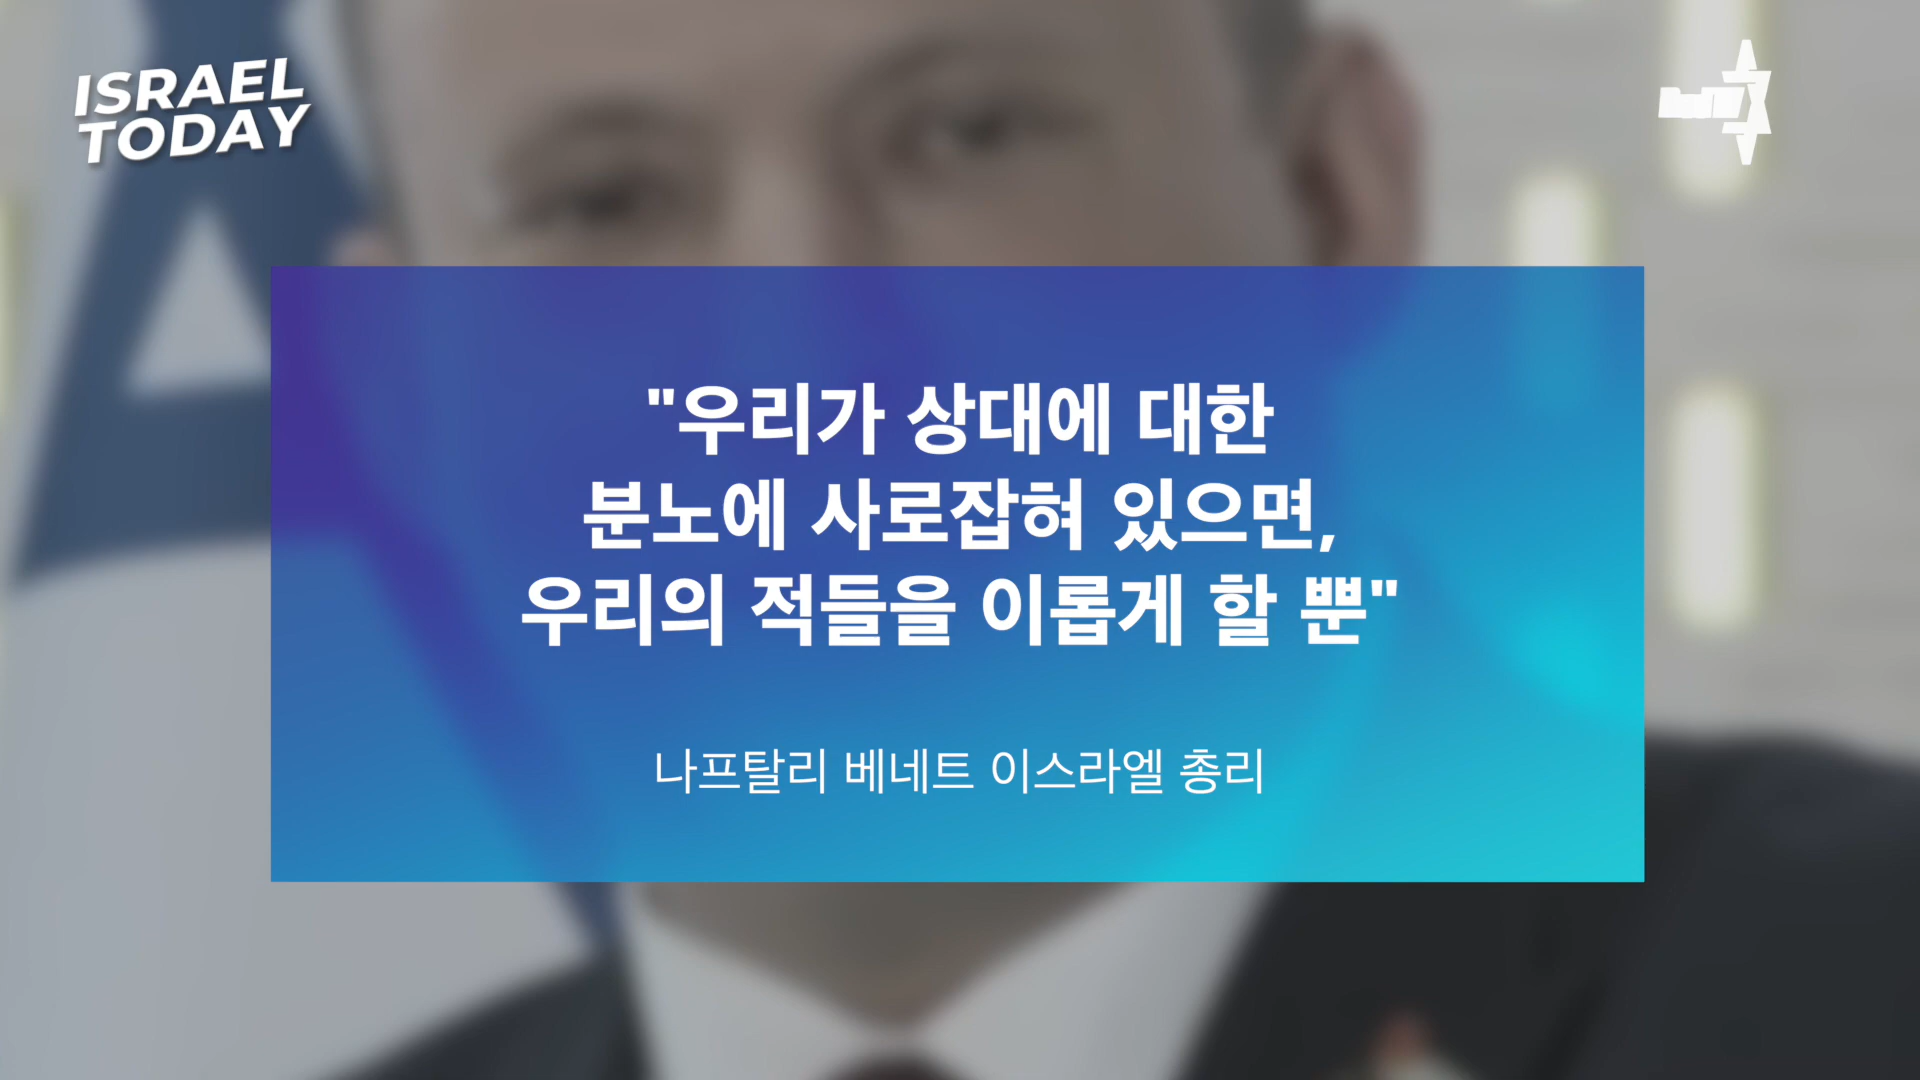 ISRAEL
TODAY
"우리가 상대에 대한
분노에 사로잡혀 있으면,
우리의 적들을 이롭게 할 뿐"
나프탈리 베네트 이스라엘 총리